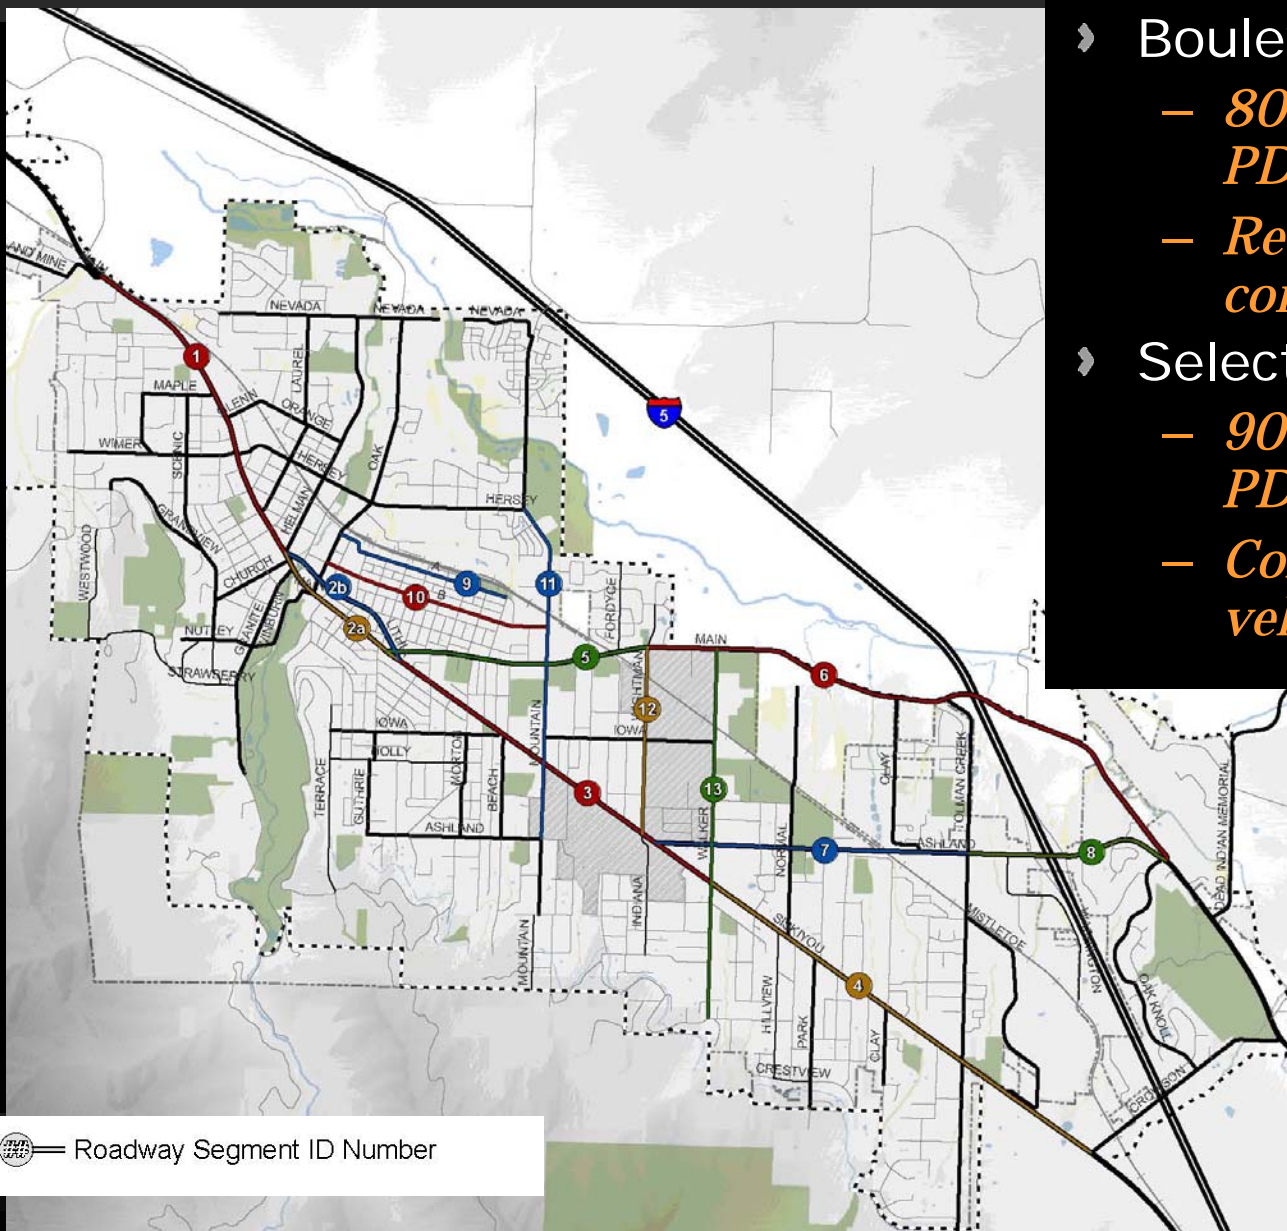 Boule
– 80
PD
– Re
co
Select
– 90
PD
– Co
ve
AND MINE
MAIN
NEVADA
NEVADA
NEVADA
1
LAUREL
5
MAPLE
GLENN
ORANGE
WIMER
SCENIC
HERSEY
OAK
HERSEY
HELMAN
GRANDVIEW
WESTWOOD
CHURCH
A
9
11
2b
10
B
FORDYCE
GRANITE
WINBURN
2a
NUTLEY
STRAWBERRY
5
MAIN
6
WIGHTMAN
12
IOWA
IOWA
HOLLY
MORTON
BEACH
MOUNTAIN
TERRACE
GUTHRIE
3
13
CLAY
TOLMAN CREEK
DEAD INDIAN MEMORIAL
ASHLAND
WALKER
NORMAL
7
ASHLAND
8
INDIANA
SISKIYOU
MISTLETOE
MOUNTAIN
4
HILLVIEW
PARK
CLAY
OAK KNOLL
CRESTVIEW
CROWSON
## Roadway Segment ID Number